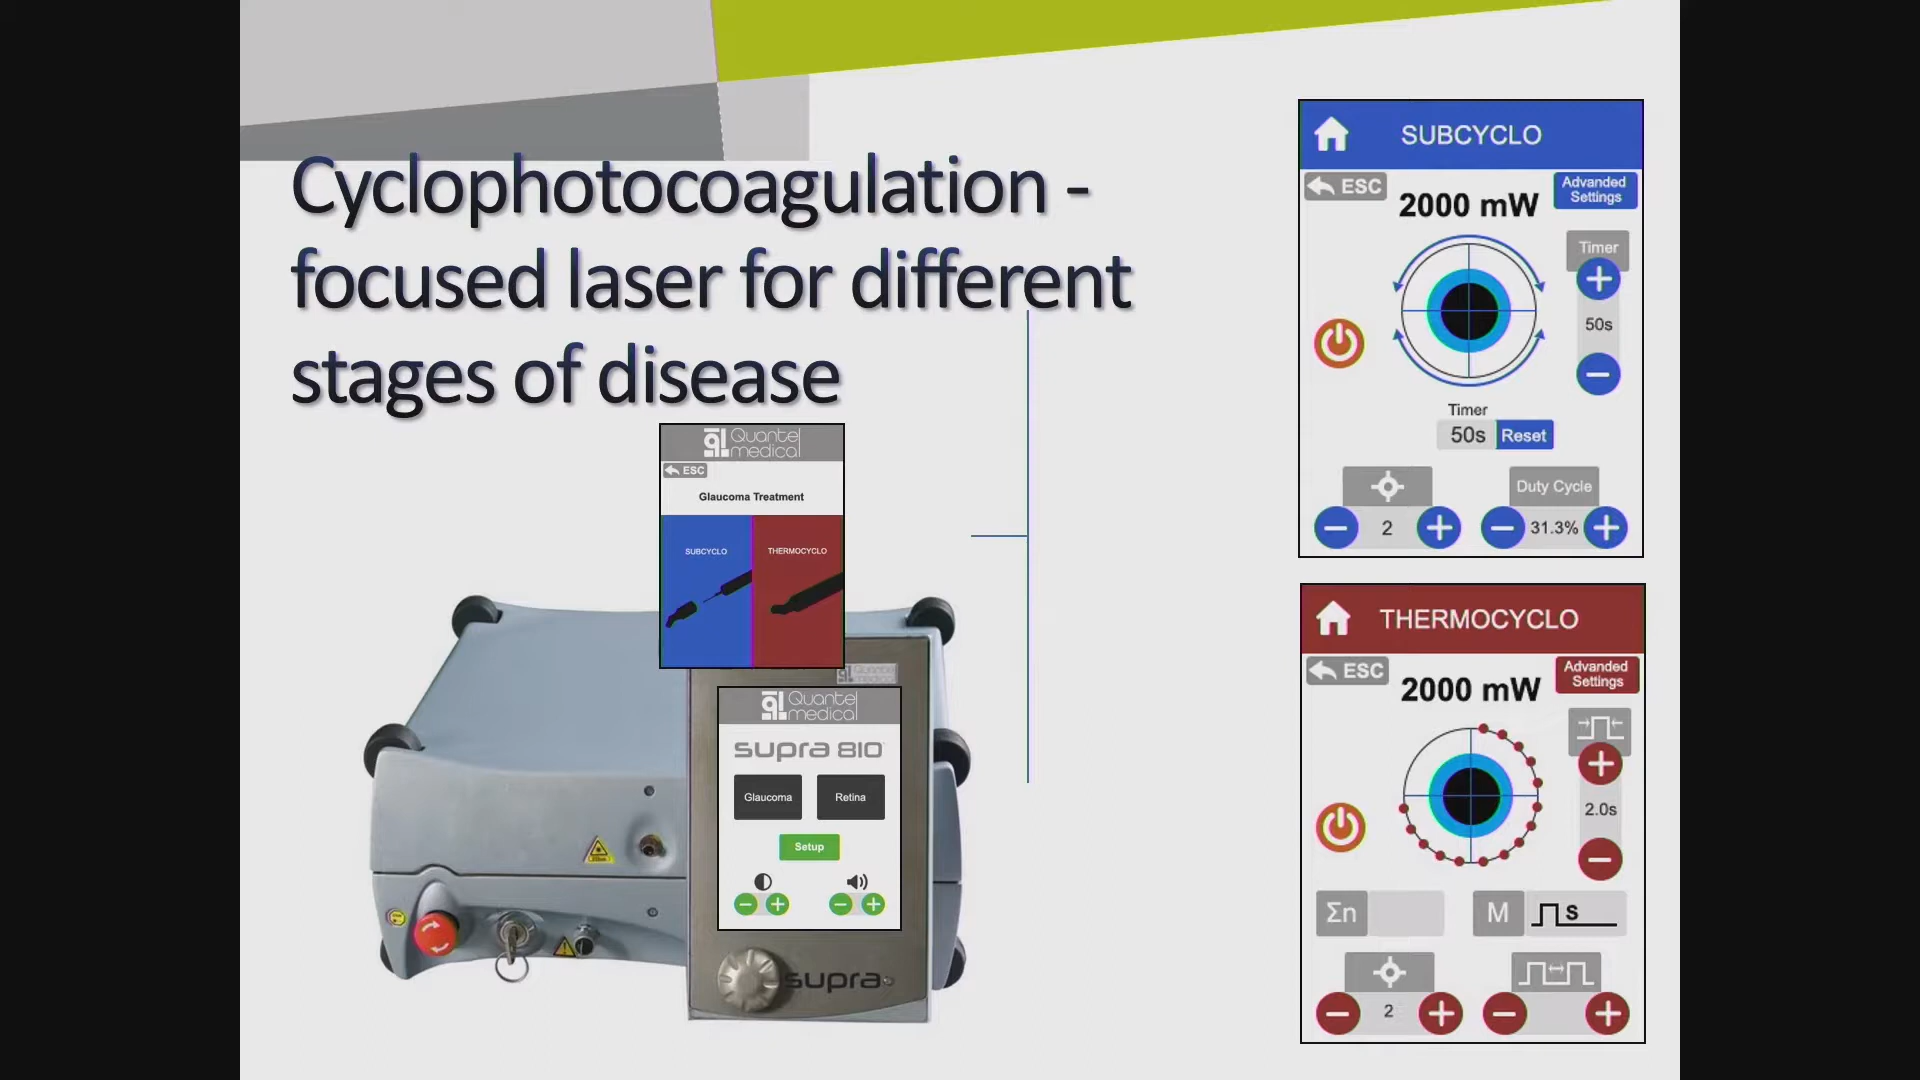 Cyclophotocoagulation -
focused laser for different
stages of disease
Quantel
medical
ESC
Glaucoma Treatment
SUBCYCLO
THERMOCYCLO
Quantel
medical
supra 810
Glaucoma
Retina
Setup
supra
SUBCYCLO
ESC
2000 mW
Advanded
Settings
Timer
50s
Timer
50s
Reset
Duty Cycle
2
31.3%
THERMOCYCLO
ESC
2000 mW
Advanded
Settings
2.0s
Σn
M
s
2